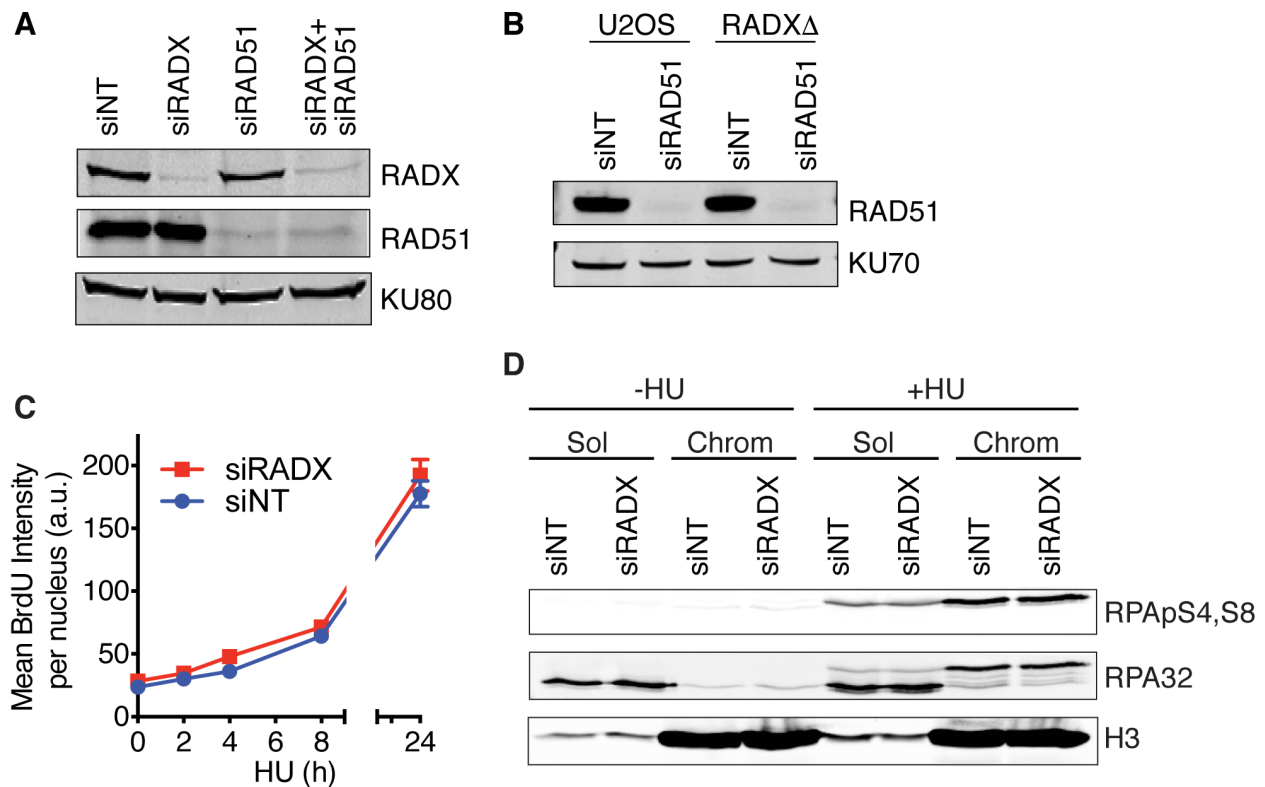 A
siNT
siRADX
siRAD51
siRADX+
siRAD51
RADX
RAD51
KU80
B
U2OS
RADXΔ
siNT
siRAD51
siNT
siRAD51
RAD51
KU70
C
Mean BrdU Intensity
per nucleus (a.u.)
200
150
100
50
0
siRADX
siNT
0 2 4 6 8 24
HU (h)
D
-HU +HU
Sol Chrom Sol Chrom
siNT
siRADX
siNT
siRADX
siNT
siRADX
siNT
siRADX
RPApS4,S8
RPA32
H3